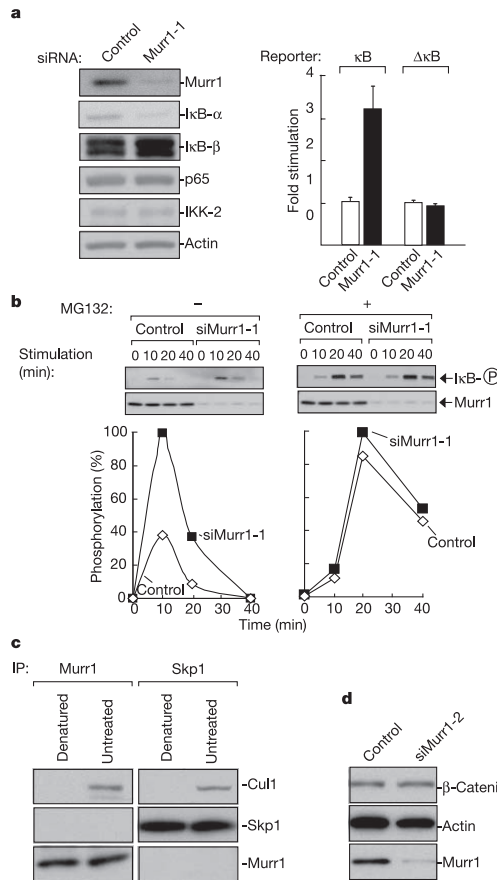 a
siRNA: Control Murr1-1
Murr1
IκB-α
IκB-β
p65
IKK-2
Actin
Reporter: κB ΔκB
Fold stimulation
4
3
2
1
0
Control
Murr1-1
Control
Murr1-1
b
MG132: − +
Control siMurr1-1 Control siMurr1-1
Stimulation (min): 0 10 20 40 0 10 20 40 0 10 20 40 0 10 20 40
IκB-Ⓟ
Murr1
Phosphorylation (%)
100
80
60
40
20
0
siMurr1-1
Control
0 10 20 30 40
siMurr1-1
Control
0 10 20 30 40
Time (min)
c
IP: Murr1 Skp1
Denatured
Untreated
Denatured
Untreated
Cul1
Skp1
Murr1
d
Control
siMurr1-2
β-Cateni
Actin
Murr1